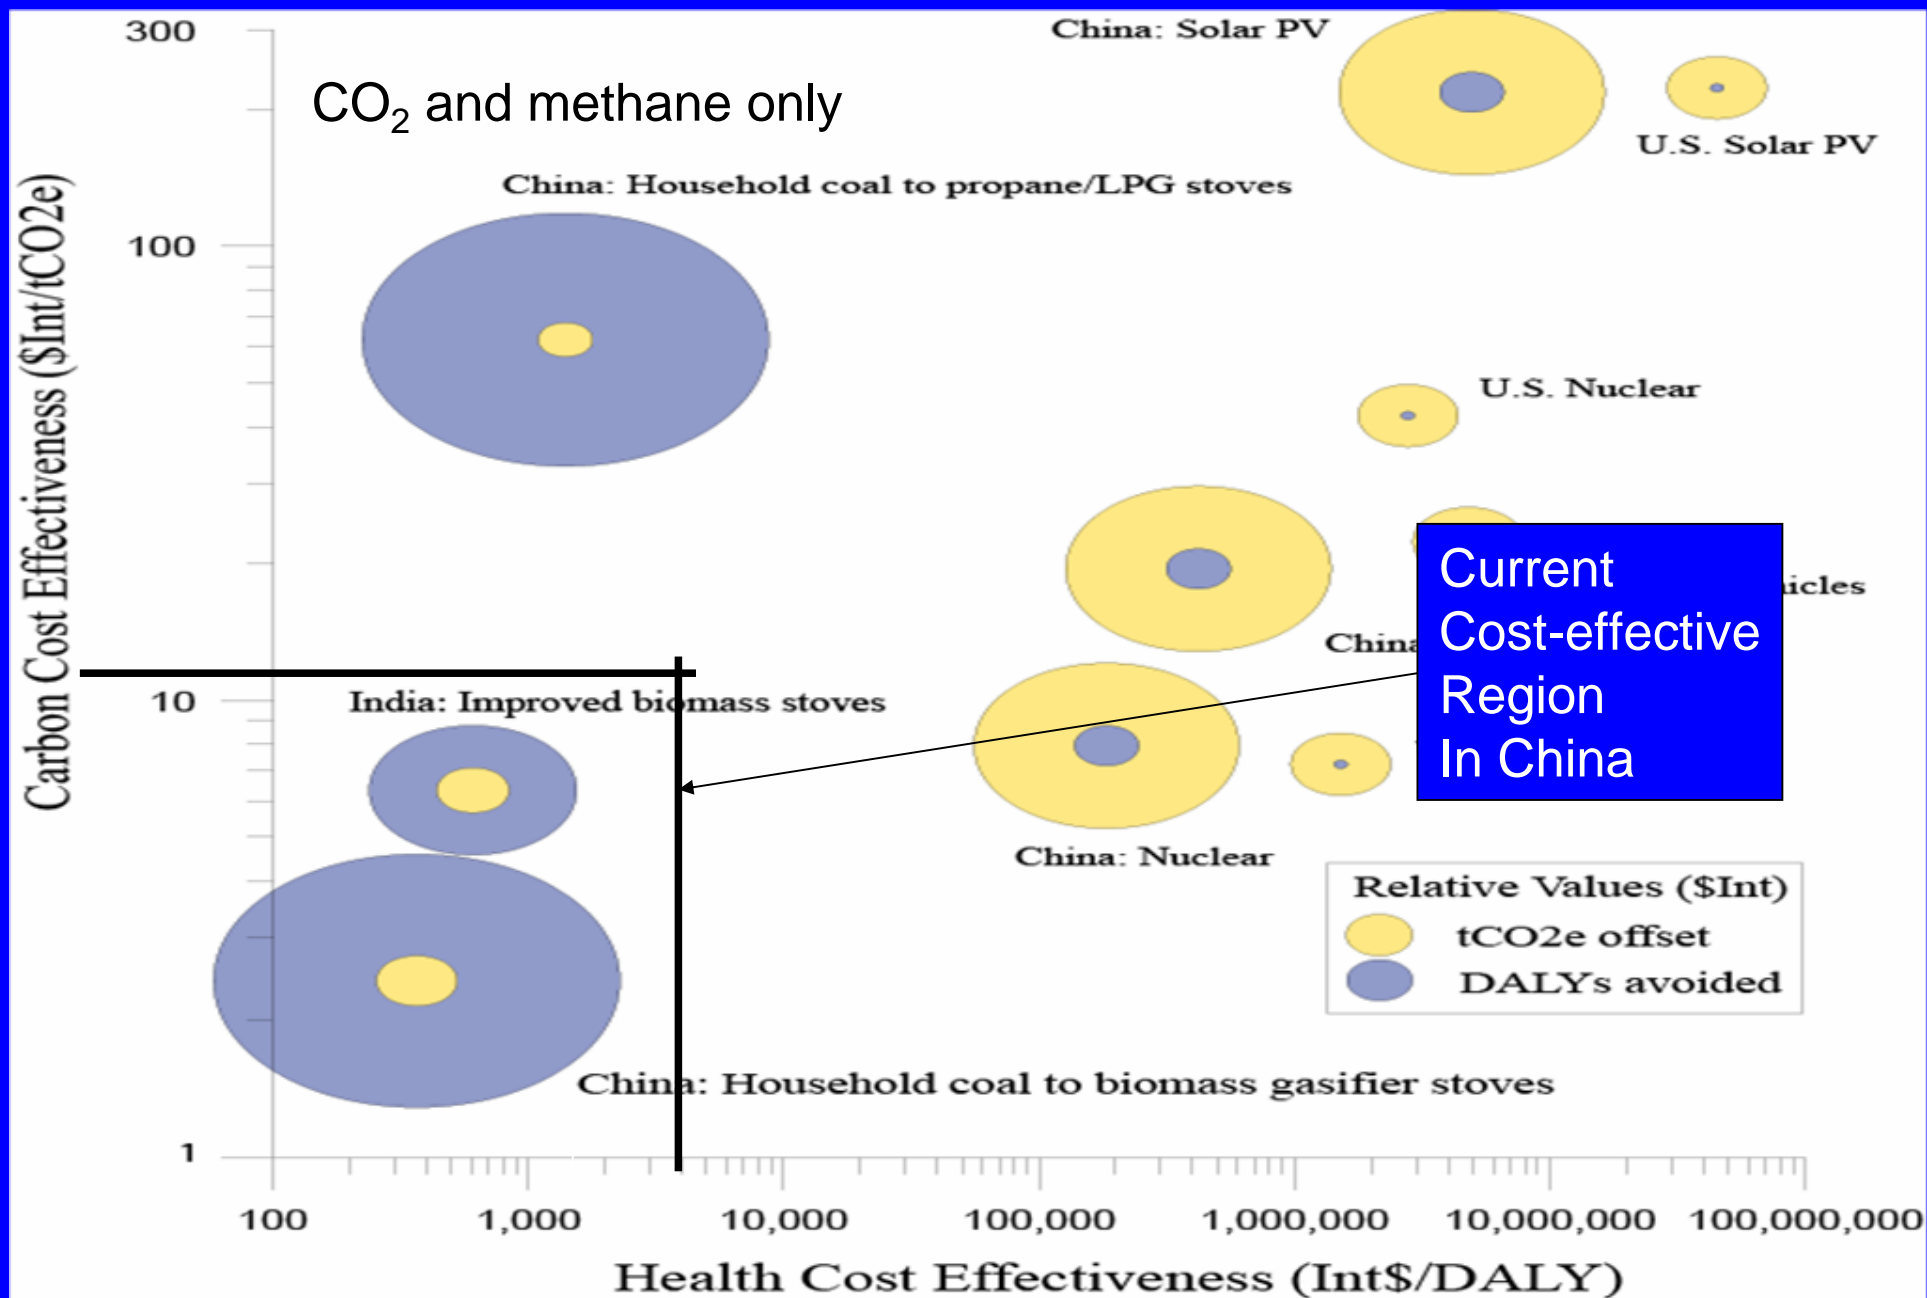 300
China: Solar PV
CO₂ and methane only
U.S. Solar PV
China: Household coal to propane/LPG stoves
100
Carbon Cost Effectiveness ($Int/tCO2e)
U.S. Nuclear
Current
Cost-effective
Region
In China
China
10
India: Improved biomass stoves
China: Nuclear
Relative Values ($Int)
tCO2e offset
DALYs avoided
China: Household coal to biomass gasifier stoves
1
100 1,000 10,000 100,000 1,000,000 10,000,000 100,000,000
Health Cost Effectiveness (Int$/DALY)